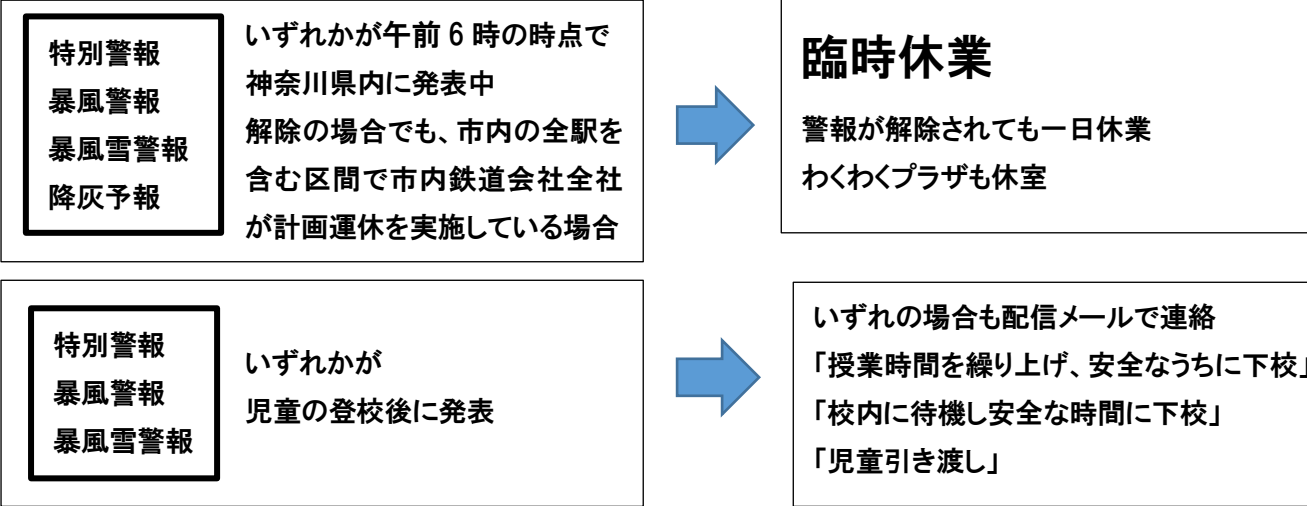 特別警報
暴風警報
暴風雪警報
降灰予報
いずれかが午前6時の時点で
神奈川県内に発表中
解除の場合でも、市内の全駅を
含む区間で市内鉄道会社全社
が計画運休を実施している場合
臨時休業
警報が解除されても一日休業
わくわくプラザも休室
特別警報
暴風警報
暴風雪警報
いずれかが
児童の登校後に発表
いずれの場合も配信メールで連絡
「授業時間を繰り上げ、安全なうちに下校」
「校内に待機し安全な時間に下校」
「児童引き渡し」